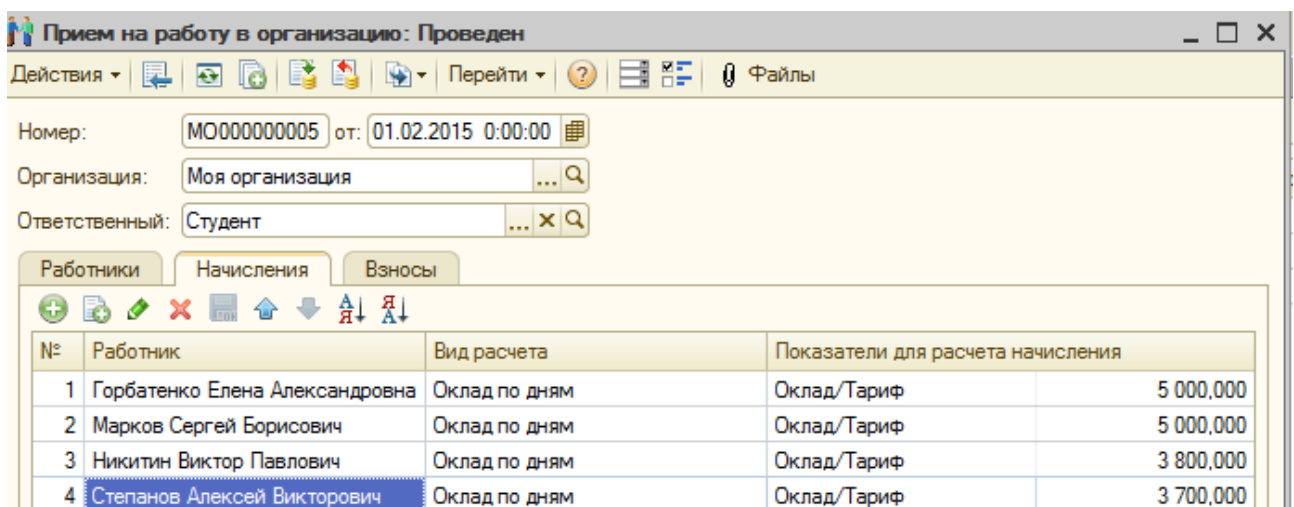 Прием на работу в организацию: Проведен
Действия Перейти Файлы
Номер: МО000000005 от: 01.02.2015 0:00:00
Организация: Моя организация ...
Ответственный: Студент ...
Работники Начисления Взносы
№ Работник Вид расчета Показатели для расчета начисления
1 Горбатенко Елена Александровна Оклад по дням Оклад/Тариф 5 000,000
2 Марков Сергей Борисович Оклад по дням Оклад/Тариф 5 000,000
3 Никитин Виктор Павлович Оклад по дням Оклад/Тариф 3 800,000
4 Степанов Алексей Викторович Оклад по дням Оклад/Тариф 3 700,000